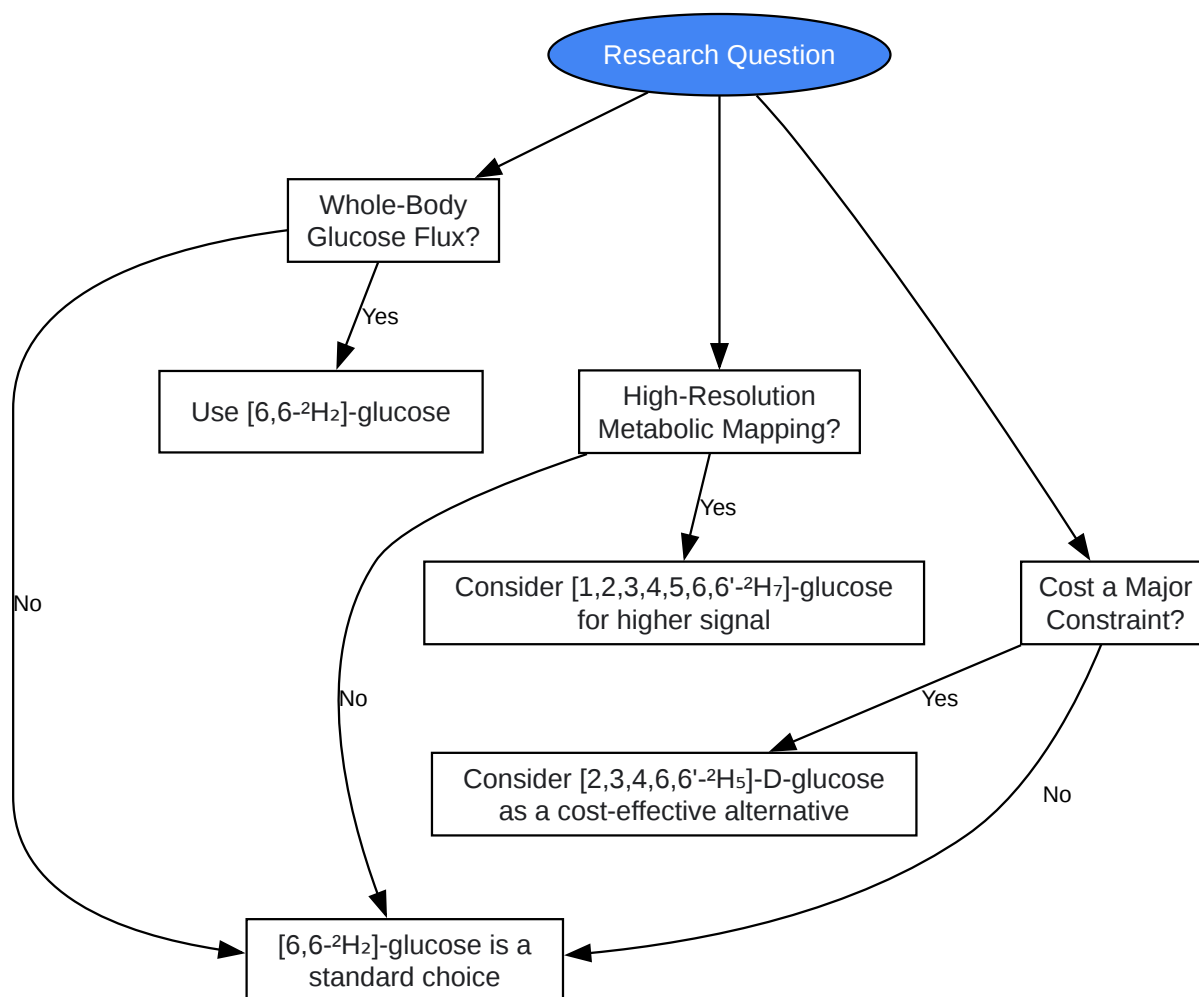 Research Question
Whole-Body
Glucose Flux?
Yes
Use [6,6-²H₂]-glucose
High-Resolution
Metabolic Mapping?
Yes
Consider [1,2,3,4,5,6,6'-²H₇]-glucose
for higher signal
Cost a Major
Constraint?
No
No
Yes
Consider [2,3,4,6,6'-²H₅]-D-glucose
as a cost-effective alternative
No
[6,6-²H₂]-glucose is a
standard choice